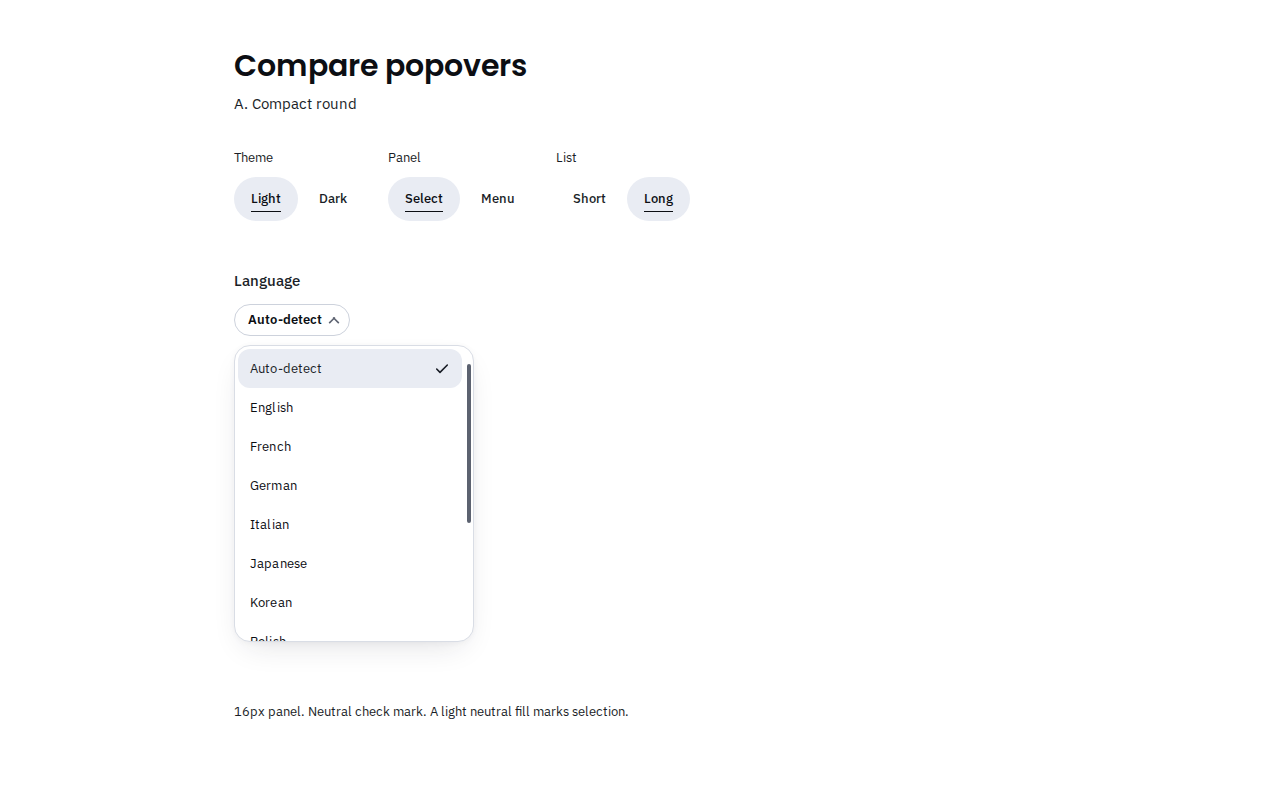 Compare popovers
A. Compact round
Theme Panel List
Light Dark Select Menu Short Long
Language
Auto-detect
Auto-detect
English
French
German
Italian
Japanese
Korean
Polish
16px panel. Neutral check mark. A light neutral fill marks selection.